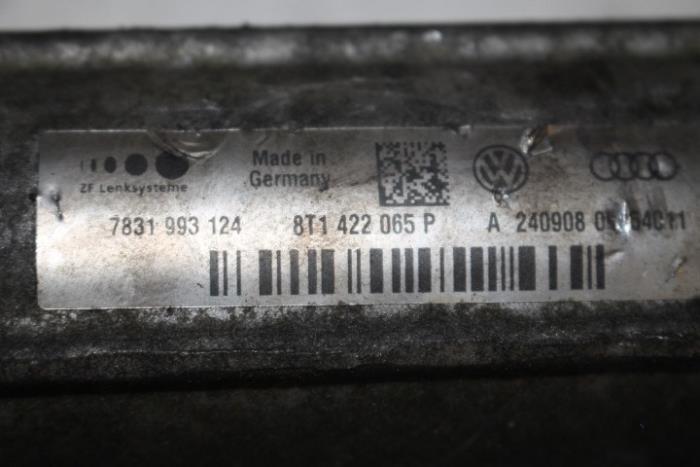 ZF Lenksysteme
Made in
Germany
7831 993 124 8T1 422 065 P A 240908